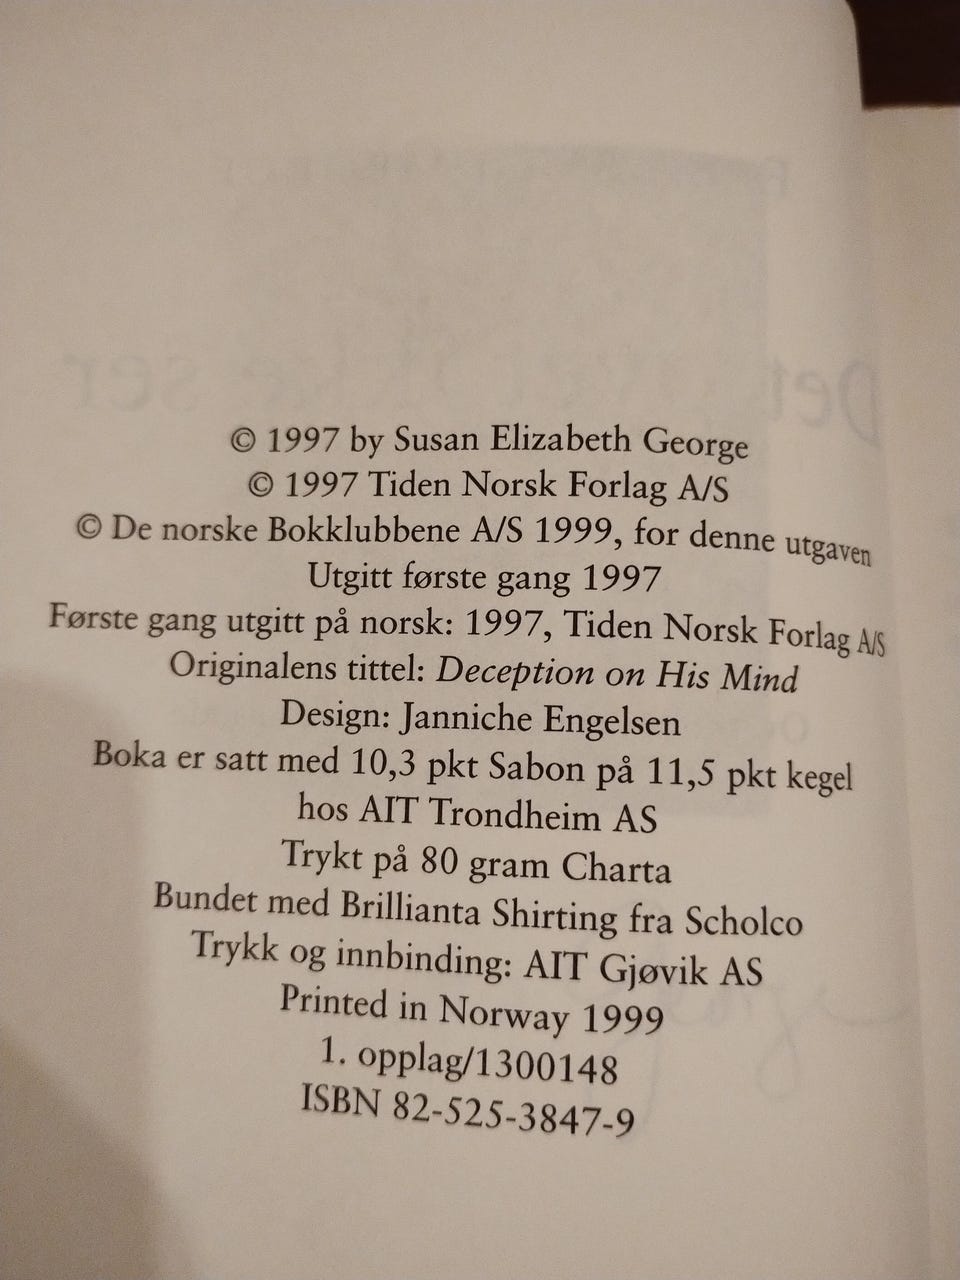 © 1997 by Susan Elizabeth George
© 1997 Tiden Norsk Forlag A/S
© De norske Bokklubbene A/S 1999, for denne utgaven
Utgitt første gang 1997
Første gang utgitt på norsk: 1997, Tiden Norsk Forlag A/S
Originalens tittel: Deception on His Mind
Design: Janniche Engelsen
Boka er satt med 10,3 pkt Sabon på 11,5 pkt kegel
hos AIT Trondheim AS
Trykt på 80 gram Charta
Bundet med Brillianta Shirting fra Scholco
Trykk og innbinding: AIT Gjøvik AS
Printed in Norway 1999
1. opplag/1300148
ISBN 82-525-3847-9